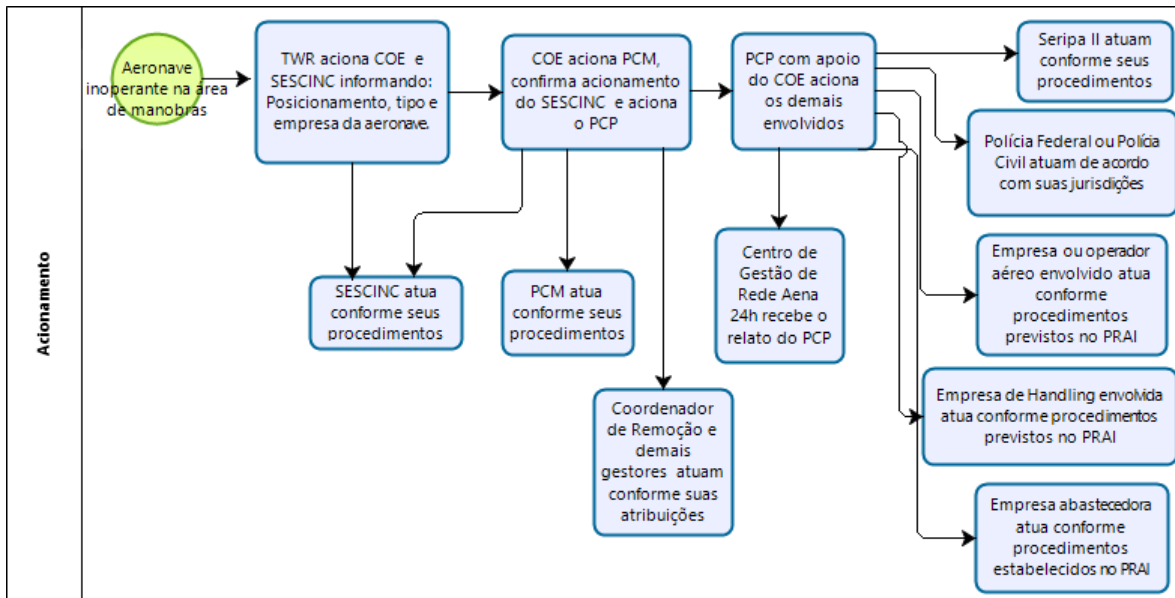 Acionamento
Aeronave
inoperante na área
de manobras
TWR aciona COE e
SESCINC informando:
Posicionamento, tipo e
empresa da aeronave.
COE aciona PCM,
confirma acionamento
do SESCINC e aciona
o PCP
PCP com apoio
do COE aciona
os demais
envolvidos
Seripa II atuam
conforme seus
procedimentos
Polícia Federal ou Polícia
Civil atuam de acordo
com suas jurisdições
Empresa ou operador
aéreo envolvido atua
conforme
procedimentos
previstos no PRAI
Empresa de Handling envolvida
atua conforme procedimentos
previstos no PRAI
Empresa abastecedora
atua conforme
procedimentos
estabelecidos no PRAI
SESCINC atua
conforme seus
procedimentos
PCM atua
conforme seus
procedimentos
Centro de
Gestão de
Rede Aena
24h recebe o
relato do PCP
Coordenador
de Remoção e
demais
gestores atuam
conforme suas
atribuições